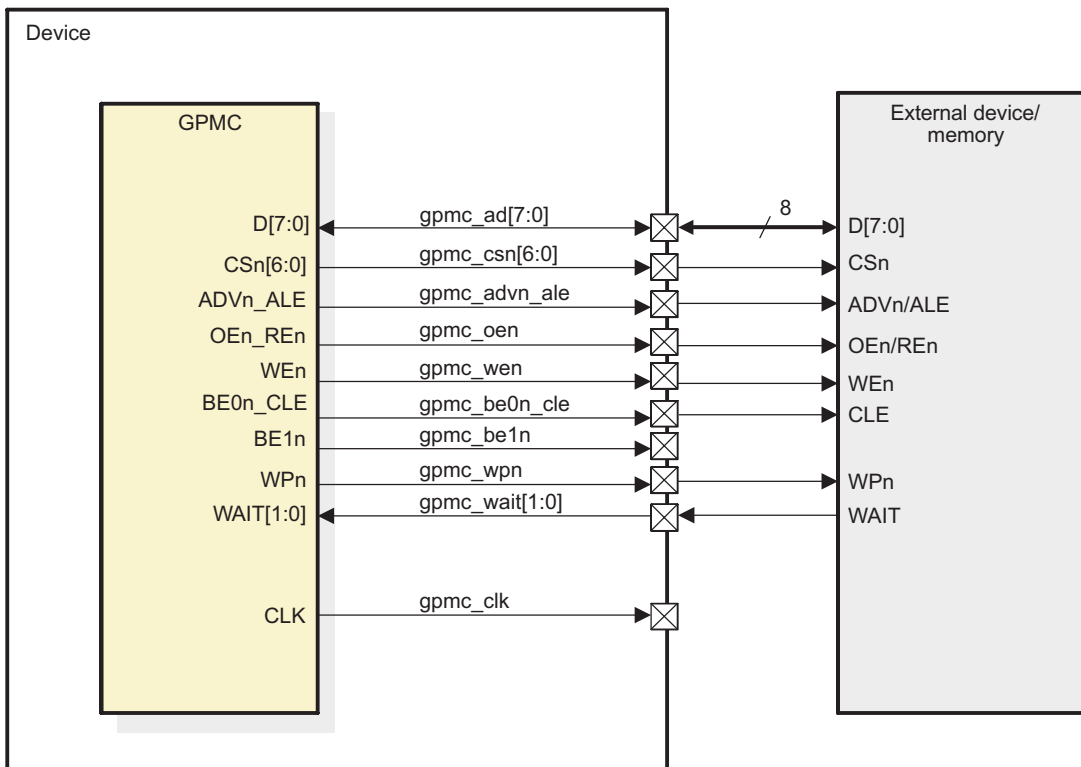 Device
GPMC
External device/
memory
D[7:0]
gpmc_ad[7:0]
8
D[7:0]
CSn[6:0]
gpmc_csn[6:0]
CSn
ADVn_ALE
gpmc_advn_ale
ADVn/ALE
OEn_REn
gpmc_oen
OEn/REn
WEn
gpmc_wen
WEn
BE0n_CLE
gpmc_be0n_cle
CLE
BE1n
gpmc_be1n
WPn
gpmc_wpn
WPn
WAIT[1:0]
gpmc_wait[1:0]
WAIT
CLK
gpmc_clk